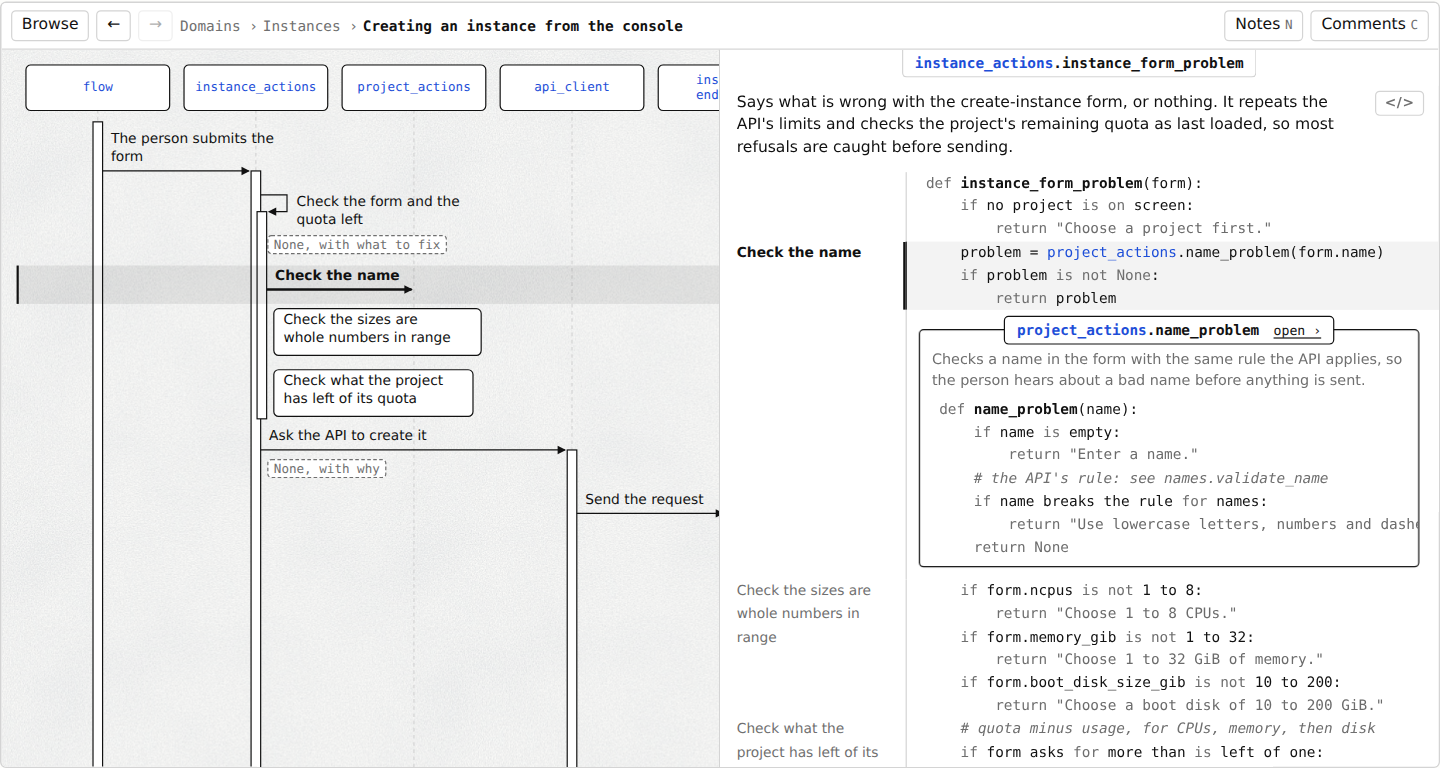 Browse ← → Domains › Instances › Creating an instance from the console Notes N Comments C
flow
instance_actions
project_actions
api_client
ins
end
The person submits the
form
Check the form and the
quota left
None, with what to fix
Check the name
Check the sizes are
whole numbers in range
Check what the project
has left of its quota
Ask the API to create it
None, with why
Send the request
instance_actions.instance_form_problem
Says what is wrong with the create-instance form, or nothing. It repeats the
API's limits and checks the project's remaining quota as last loaded, so most
refusals are caught before sending.
</>
def instance_form_problem(form):
if no project is on screen:
return "Choose a project first."
Check the name
problem = project_actions.name_problem(form.name)
if problem is not None:
return problem
project_actions.name_problem open ›
Checks a name in the form with the same rule the API applies, so
the person hears about a bad name before anything is sent.
def name_problem(name):
if name is empty:
return "Enter a name."
# the API's rule: see names.validate_name
if name breaks the rule for names:
return "Use lowercase letters, numbers and dashe
return None
Check the sizes are
whole numbers in
range
if form.ncpus is not 1 to 8:
return "Choose 1 to 8 CPUs."
if form.memory_gib is not 1 to 32:
return "Choose 1 to 32 GiB of memory."
if form.boot_disk_size_gib is not 10 to 200:
return "Choose a boot disk of 10 to 200 GiB."
Check what the
project has left of its
# quota minus usage, for CPUs, memory, then disk
if form asks for more than is left of one: